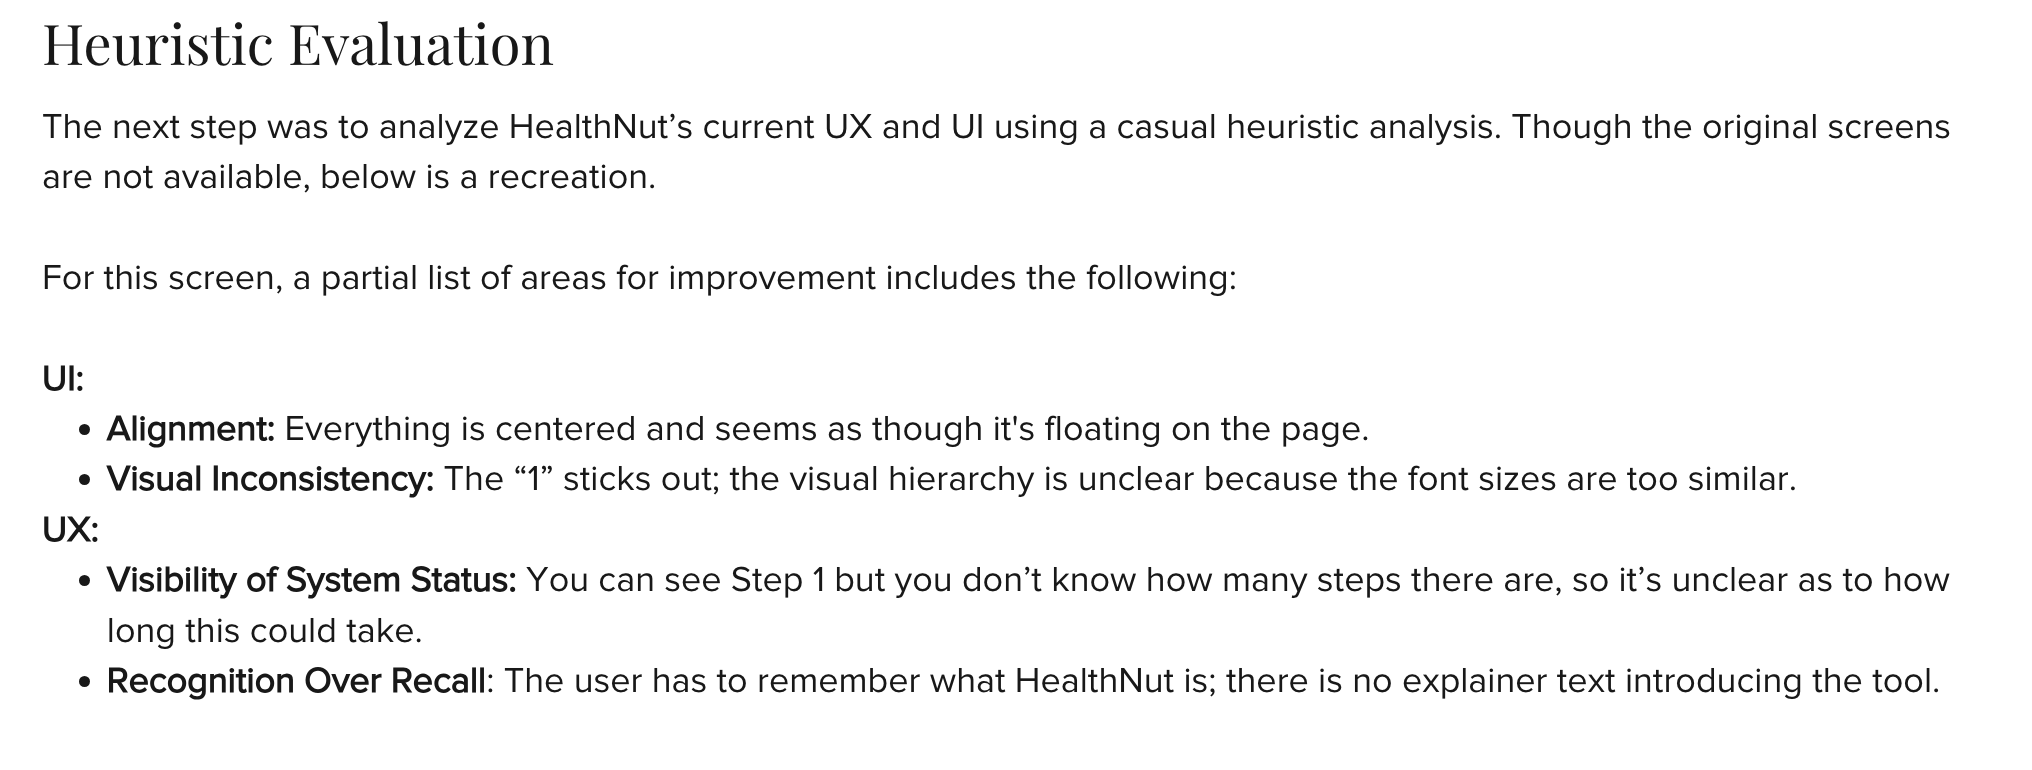 Heuristic Evaluation
The next step was to analyze HealthNut’s current UX and UI using a casual heuristic analysis. Though the original screens
are not available, below is a recreation.
For this screen, a partial list of areas for improvement includes the following:
UI:
• Alignment: Everything is centered and seems as though it's floating on the page.
• Visual Inconsistency: The “1” sticks out; the visual hierarchy is unclear because the font sizes are too similar.
UX:
• Visibility of System Status: You can see Step 1 but you don’t know how many steps there are, so it’s unclear as to how
long this could take.
• Recognition Over Recall: The user has to remember what HealthNut is; there is no explainer text introducing the tool.